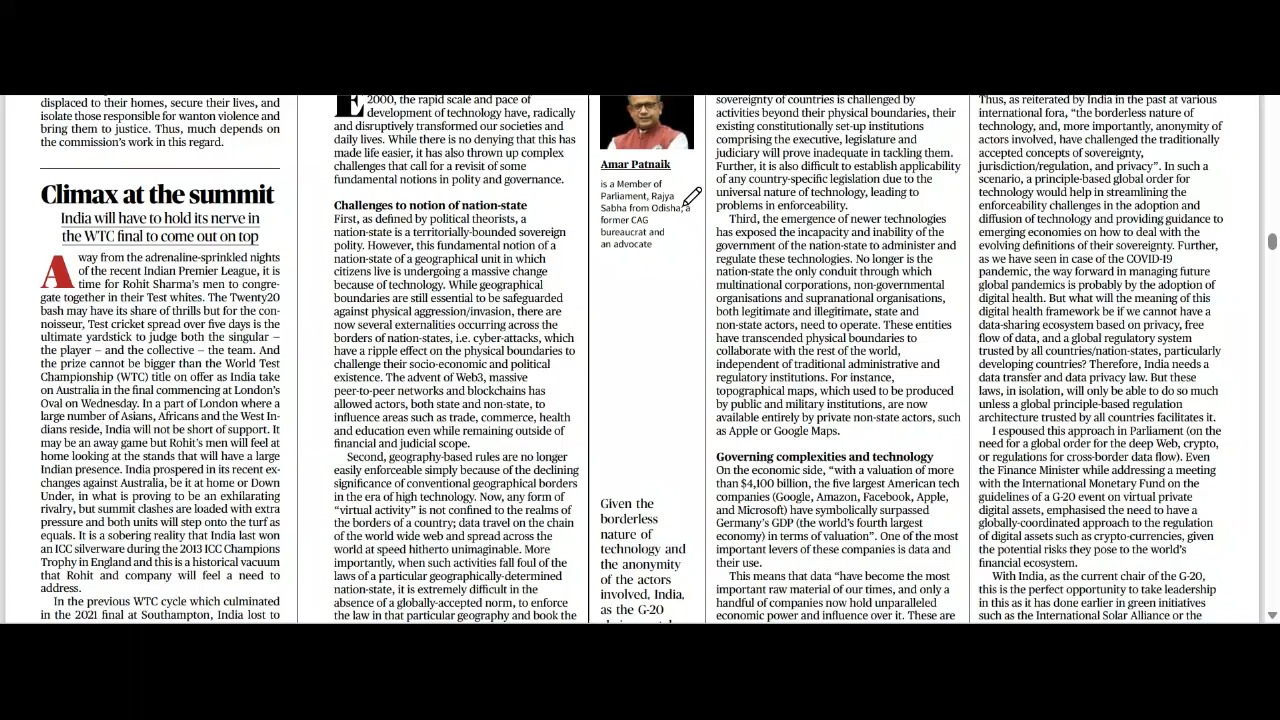 displaced to their homes, secure their lives, and
isolate those responsible for wanton violence and
bring them to justice. Thus, much depends on
the commission's work in this regard.
Climax at the summit
India will have to hold its nerve in
the WTC final to come out on top
Away from the adrenaline-sprinkled nights
of the recent Indian Premier League, it is
time for Rohit Sharma's men to congre-
gate together in their Test whites. The Twenty20
bash may have its share of thrills but for the con-
noisseur, Test cricket spread over five days is the
ultimate yardstick to judge both the singular –
the player – and the collective – the team. And
the prize cannot be bigger than the World Test
Championship (WTC) title on offer as India take
on Australia in the final commencing at London's
Oval on Wednesday. In a part of London where a
large number of Asians, Africans and the West In-
dians reside, India will not be short of support. It
may be an away game but Rohit's men will feel at
home looking at the stands that will have a large
Indian presence. India prospered in its recent ex-
changes against Australia, be it at home or Down
Under, in what is proving to be an exhilarating
rivalry, but summit clashes are loaded with extra
pressure and both units will step onto the turf as
equals. It is a sobering reality that India last won
an ICC silverware during the 2013 ICC Champions
Trophy in England and this is a historical vacuum
that Rohit and company will feel a need to
address.
In the previous WTC cycle which culminated
in the 2021 final at Southampton, India lost to
2000, the rapid scale and pace of
development of technology have, radically
and disruptively transformed our societies and
daily lives. While there is no denying that this has
made life easier, it has also thrown up complex
challenges that call for a revisit of some
fundamental notions in polity and governance.
Challenges to notion of nation-state
First, as defined by political theorists, a
nation-state is a territorially-bounded sovereign
polity. However, this fundamental notion of a
nation-state of a geographical unit in which
citizens live is undergoing a massive change
because of technology. While geographical
boundaries are still essential to be safeguarded
against physical aggression/invasion, there are
now several externalities occurring across the
borders of nation-states, i.e. cyber-attacks, which
have a ripple effect on the physical boundaries to
challenge their socio-economic and political
existence. The advent of Web3, massive
peer-to-peer networks and blockchains has
allowed actors, both state and non-state, to
influence areas such as trade, commerce, health
and education even while remaining outside of
financial and judicial scope.
Second, geography-based rules are no longer
easily enforceable simply because of the declining
significance of conventional geographical borders
in the era of high technology. Now, any form of
“virtual activity” is not confined to the realms of
the borders of a country; data travel on the chain
of the world wide web and spread across the
world at speed hitherto unimaginable. More
importantly, when such activities fall foul of the
laws of a particular geographically-determined
nation-state, it is extremely difficult in the
absence of a globally-accepted norm, to enforce
the law in that particular geography and book the
Amar Patnaik
is a Member of
Parliament, Rajya
Sabha from Odisha, a
former CAG
bureaucrat and
an advocate
Given the
borderless
nature of
technology and
the anonymity
of the actors
involved, India,
as the G-20
sovereignty of countries is challenged by
activities beyond their physical boundaries, their
existing constitutionally set-up institutions
comprising the executive, legislature and
judiciary will prove inadequate in tackling them.
Further, it is also difficult to establish applicability
of any country-specific legislation due to the
universal nature of technology, leading to
problems in enforceability.
Third, the emergence of newer technologies
has exposed the incapacity and inability of the
government of the nation-state to administer and
regulate these technologies. No longer is the
nation-state the only conduit through which
multinational corporations, non-governmental
organisations and supranational organisations,
both legitimate and illegitimate, state and
non-state actors, need to operate. These entities
have transcended physical boundaries to
collaborate with the rest of the world,
independent of traditional administrative and
regulatory institutions. For instance,
topographical maps, which used to be produced
by public and military institutions, are now
available entirely by private non-state actors, such
as Apple or Google Maps.
Governing complexities and technology
On the economic side, “with a valuation of more
than $4,100 billion, the five largest American tech
companies (Google, Amazon, Facebook, Apple,
and Microsoft) have symbolically surpassed
Germany's GDP (the world's fourth largest
economy) in terms of valuation”. One of the most
important levers of these companies is data and
their use.
This means that data “have become the most
important raw material of our times, and only a
handful of companies now hold unparalleled
economic power and influence over it. These are
Thus, as reiterated by India in the past at various
international fora, “the borderless nature of
technology, and, more importantly, anonymity of
actors involved, have challenged the traditionally
accepted concepts of sovereignty,
jurisdiction/regulation, and privacy”. In such a
scenario, a principle-based global order for
technology would help in streamlining the
enforceability challenges in the adoption and
diffusion of technology and providing guidance to
emerging economies on how to deal with the
evolving definitions of their sovereignty. Further,
as we have seen in case of the COVID-19
pandemic, the way forward in managing future
global pandemics is probably by the adoption of
digital health. But what will the meaning of this
digital health framework be if we cannot have a
data-sharing ecosystem based on privacy, free
flow of data, and a global regulatory system
trusted by all countries/nation-states, particularly
developing countries? Therefore, India needs a
data transfer and data privacy law. But these
laws, in isolation, will only be able to do so much
unless a global principle-based regulation
architecture trusted by all countries facilitates it.
I espoused this approach in Parliament (on the
need for a global order for the deep Web, crypto,
or regulations for cross-border data flow). Even
the Finance Minister while addressing a meeting
with the International Monetary Fund on the
guidelines of a G-20 event on virtual private
digital assets, emphasised the need to have a
globally-coordinated approach to the regulation
of digital assets such as crypto-currencies, given
the potential risks they pose to the world's
financial ecosystem.
With India, as the current chair of the G-20,
this is the perfect opportunity to take leadership
in this as it has done earlier in green initiatives
such as the International Solar Alliance or the